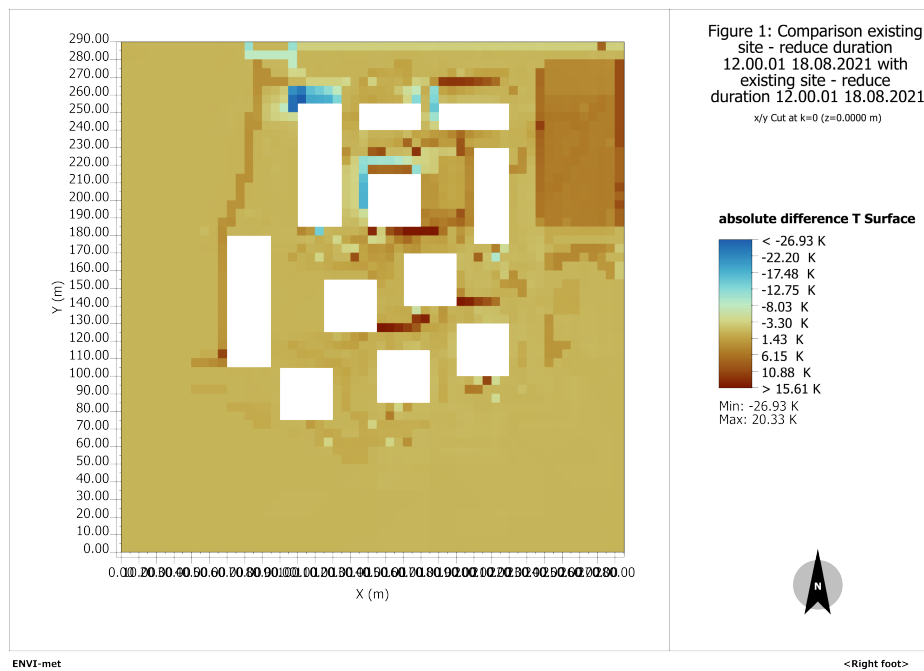 Figure 1: Comparison existing
site - reduce duration
12.00.01 18.08.2021 with
existing site - reduce
duration 12.00.01 18.08.2021
x/y Cut at k=0 (z=0.0000 m)
absolute difference T Surface
< -26.93 K
-22.20 K
-17.48 K
-12.75 K
-8.03 K
-3.30 K
1.43 K
6.15 K
10.88 K
> 15.61 K
Min: -26.93 K
Max: 20.33 K
N
290.00
280.00
270.00
260.00
250.00
240.00
230.00
220.00
210.00
200.00
190.00
180.00
170.00
160.00
150.00
140.00
130.00
120.00
110.00
100.00
90.00
80.00
70.00
60.00
50.00
40.00
30.00
20.00
10.00
0.00
Y (m)
X (m)
ENVI-met
<Right foot>